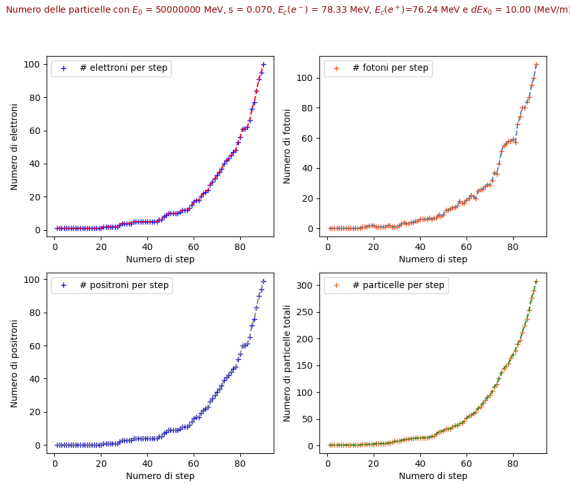 Numero delle particelle con E₀ = 50000000 MeV, s = 0.070, E_c(e⁻) = 78.33 MeV, E_c(e⁺)=76.24 MeV e dEx₀ = 10.00 (MeV/m
# elettroni per step
Numero di elettroni
100
80
60
40
20
0
0 20 40 60 80
Numero di step
# fotoni per step
Numero di fotoni
100
80
60
40
20
0
0 20 40 60 80
Numero di step
# positroni per step
Numero di positroni
100
80
60
40
20
0
0 20 40 60 80
Numero di step
# particelle per step
Numero di particelle totali
300
250
200
150
100
50
0
0 20 40 60 80
Numero di step